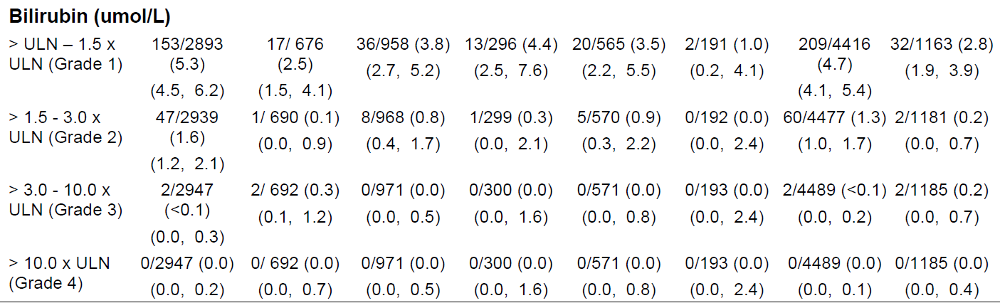 Bilirubin (umol/L)
> ULN – 1.5 x 153/2893 17/ 676 36/958 (3.8) 13/296 (4.4) 20/565 (3.5) 2/191 (1.0) 209/4416 32/1163 (2.8)
ULN (Grade 1) (5.3) (2.5) (2.7, 5.2) (2.5, 7.6) (2.2, 5.5) (0.2, 4.1) (4.7) (1.9, 3.9)
(4.5, 6.2) (1.5, 4.1) (4.1, 5.4)
> 1.5 - 3.0 x 47/2939 1/ 690 (0.1) 8/968 (0.8) 1/299 (0.3) 5/570 (0.9) 0/192 (0.0) 60/4477 (1.3) 2/1181 (0.2)
ULN (Grade 2) (1.6) (0.0, 0.9) (0.4, 1.7) (0.0, 2.1) (0.3, 2.2) (0.0, 2.4) (1.0, 1.7) (0.0, 0.7)
(1.2, 2.1)
> 3.0 - 10.0 x 2/2947 2/ 692 (0.3) 0/971 (0.0) 0/300 (0.0) 0/571 (0.0) 0/193 (0.0) 2/4489 (<0.1) 2/1185 (0.2)
ULN (Grade 3) (<0.1) (0.1, 1.2) (0.0, 0.5) (0.0, 1.6) (0.0, 0.8) (0.0, 2.4) (0.0, 0.2) (0.0, 0.7)
(0.0, 0.3)
> 10.0 x ULN 0/2947 (0.0) 0/ 692 (0.0) 0/971 (0.0) 0/300 (0.0) 0/571 (0.0) 0/193 (0.0) 0/4489 (0.0) 0/1185 (0.0)
(Grade 4) (0.0, 0.2) (0.0, 0.7) (0.0, 0.5) (0.0, 1.6) (0.0, 0.8) (0.0, 2.4) (0.0, 0.1) (0.0, 0.4)